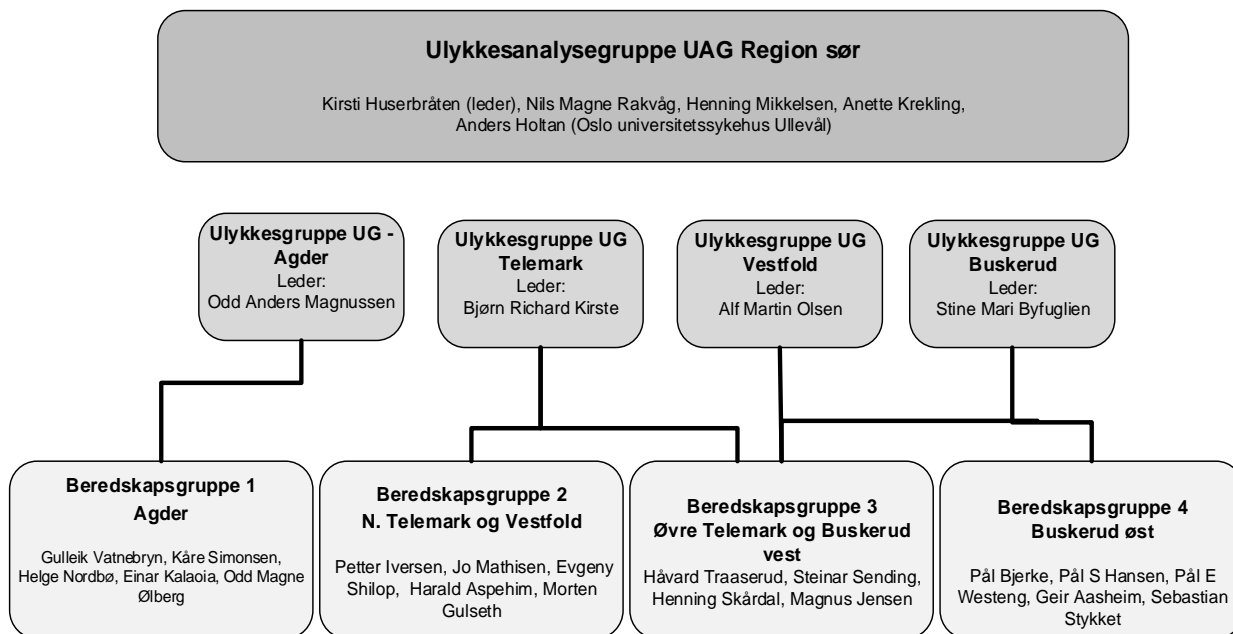 Ulykkesanalysegruppe UAG Region sør
Kirsti Huserbråten (leder), Nils Magne Rakvåg, Henning Mikkelsen, Anette Krekling,
Anders Holtan (Oslo universitetssykehus Ullevål)
Ulykkesgruppe UG -
Agder
Leder:
Odd Anders Magnussen
Ulykkesgruppe UG
Telemark
Leder:
Bjørn Richard Kirste
Ulykkesgruppe UG
Vestfold
Leder:
Alf Martin Olsen
Ulykkesgruppe UG
Buskerud
Leder:
Stine Mari Byfuglien
Beredskapsgruppe 1
Agder
Gulleik Vatnebryn, Kåre Simonsen,
Helge Nordbø, Einar Kalaoia, Odd Magne
Ølberg
Beredskapsgruppe 2
N. Telemark og Vestfold
Petter Iversen, Jo Mathisen, Evgeny
Shilop, Harald Aspehim, Morten
Gulseth
Beredskapsgruppe 3
Øvre Telemark og Buskerud
vest
Håvard Traaserud, Steinar Sending,
Henning Skårdal, Magnus Jensen
Beredskapsgruppe 4
Buskerud øst
Pål Bjerke, Pål S Hansen, Pål E
Westeng, Geir Aasheim, Sebastian
Stykket